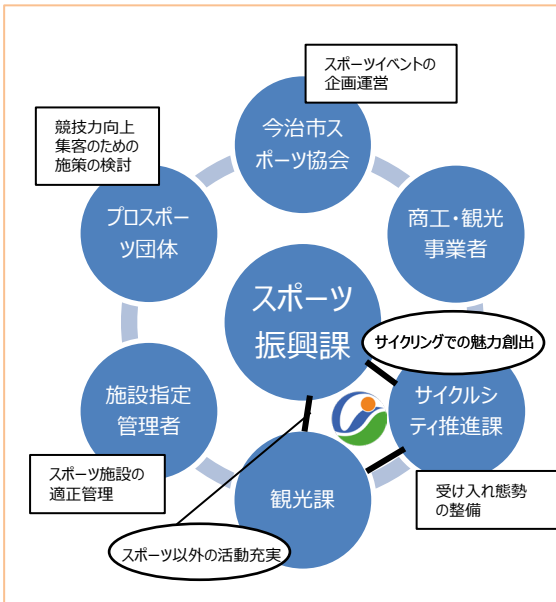 スポーツイベントの
企画運営
今治市ス
ポーツ協会
競技力向上
集客のための
施策の検討
プロスポー
ツ団体
商工・観光
事業者
スポーツ
振興課
サイクリングでの魅力創出
施設指定
管理者
サイクルシ
ティ推進課
スポーツ施設の
適正管理
観光課
受け入れ態勢
の整備
スポーツ以外の活動充実